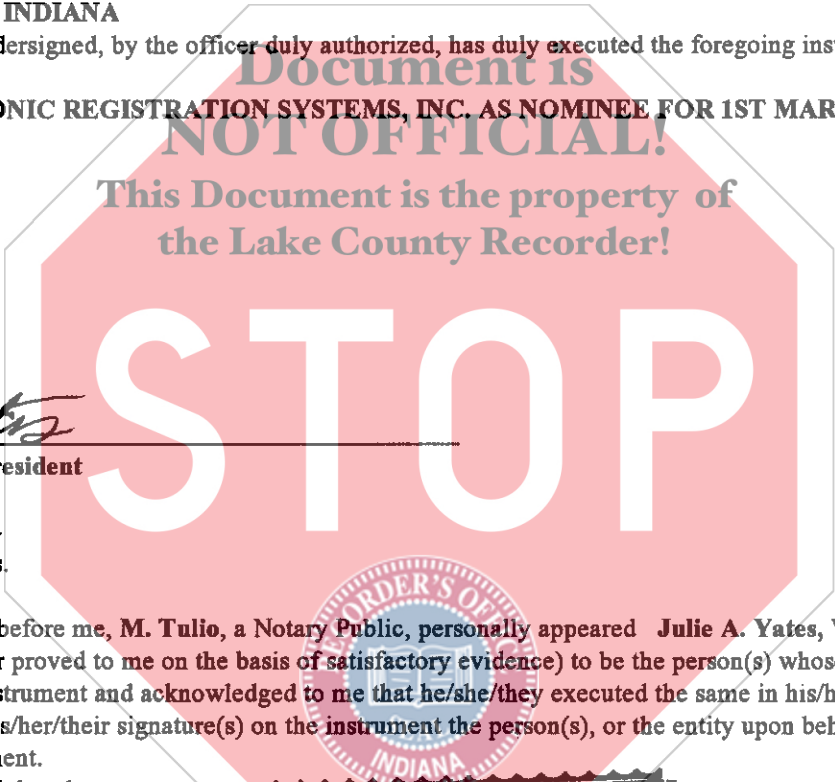 INDIANA
dersigned, by the officer duly authorized, has duly executed the foregoing ins
Document is
ONIC REGISTRATION SYSTEMS, INC. AS NOMINEE FOR 1ST MAR
NOT OFFICIAL!
This Document is the property of
the Lake County Recorder!
STOP
resident
s.
RECORDER'S OFFICE
before me, M. Tulio, a Notary Public, personally appeared Julie A. Yates, V
r proved to me on the basis of satisfactory evidence) to be the person(s) whos
strument and acknowledged to me that he/she/they executed the same in his/h
s/her/their signature(s) on the instrument the person(s), or the entity upon beh
ent.
INDIANA